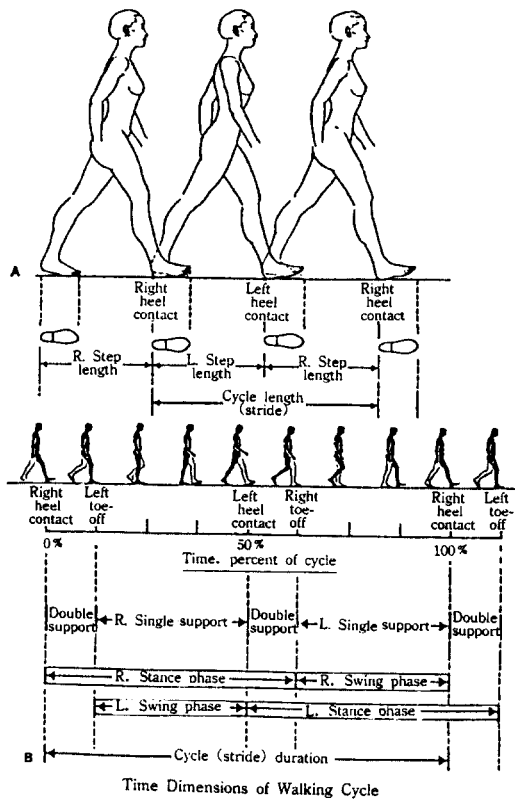 A
Right heel contact
Left heel contact
Right heel contact
R. Step length
L. Step length
R. Step length
Cycle length (stride)
Right heel contact
Left toe-off
Left heel contact
Right toe-off
Right heel contact
Left toe-off
0%
50%
100%
Time. percent of cycle
Double support
R. Single support
Double support
L. Single support
Double support
R. Stance phase
R. Swing phase
L. Swing phase
L. Stance phase
B
Cycle (stride) duration
Time Dimensions of Walking Cycle